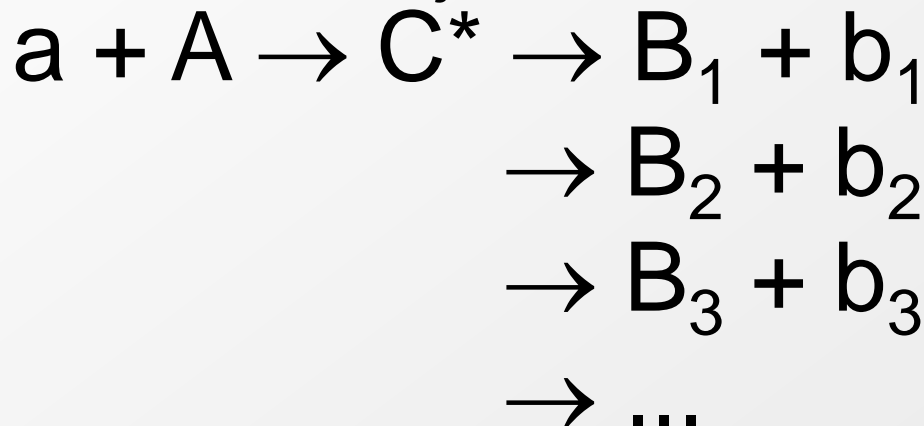 a + A → C* → B₁ + b₁
→ B₂ + b₂
→ B₃ + b₃
→ ...